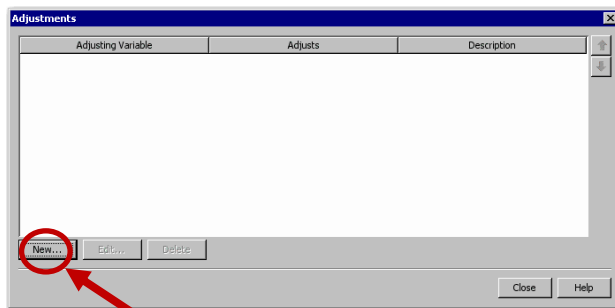 Adjustments
Adjusting Variable Adjusts Description
New... Edit... Delete
Close Help